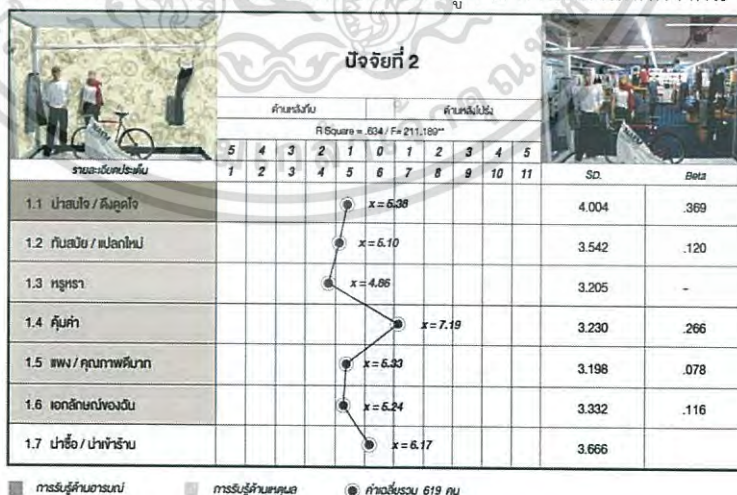 ปัจจัยที่ 2
ด้านหลังทึบ ด้านหลังโปร่ง
R Square = .634 / F= 211.189**
5 4 3 2 1 0 1 2 3 4 5
รายละเอียดประเด็น 1 2 3 4 5 6 7 8 9 10 11 SD. Beta
1.1 น่าสนใจ / ดึงดูดใจ x = 5.36 4.004 .369
1.2 ทันสมัย / แปลกใหม่ x = 5.10 3.542 .120
1.3 หรูหรา x = 4.86 3.205 -
1.4 คุ้มค่า x = 7.19 3.230 .266
1.5 แพง / คุณภาพดีมาก x = 5.33 3.198 .078
1.6 เอกลักษณ์ของฉัน x = 5.24 3.332 .116
1.7 น่าซื้อ / น่าเข้าร้าน x = 6.17 3.666
การรับรู้ด้านอารมณ์ การรับรู้ด้านเหตุผล ค่าเฉลี่ยรวม 619 คน